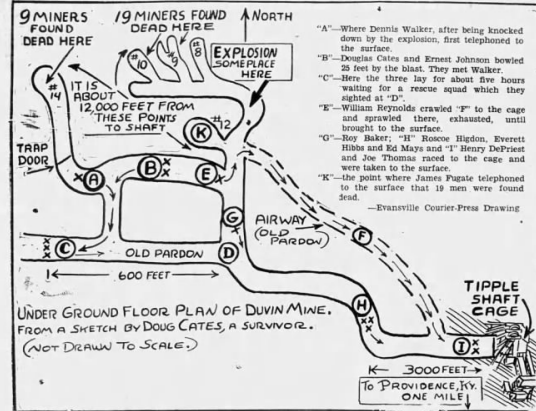 9 MINERS
FOUND
DEAD HERE
19 MINERS FOUND
DEAD HERE
NORTH
EXPLOSION
SOMEPLACE
HERE
#14
#10
9
#8
#12
IT IS
ABOUT
12,000 FEET FROM
THESE POINTS
TO SHAFT
TRAP
DOOR
K
A
B
E
G
C
D
F
H
I
AIRWAY
(OLD
PARDON)
OLD PARDON
600 FEET
UNDER GROUND FLOOR PLAN OF DUVIN MINE.
FROM A SKETCH BY DOUG CATES, A SURVIVOR.
(NOT DRAWN TO SCALE.)
TIPPLE
SHAFT
CAGE
3000 FEET
TO PROVIDENCE, KY.
ONE MILE
"A"—Where Dennis Walker, after being knocked
down by the explosion, first telephoned to
the surface.
"B"—Douglas Cates and Ernest Johnson bowled
25 feet by the blast. They met Walker.
"C"—Here the three lay for about five hours
waiting for a rescue squad which they
sighted at "D".
"E"—William Reynolds crawled "F" to the cage
and sprawled there, exhausted, until
brought to the surface.
"G"—Roy Baker; "H" Roscoe Higdon, Everett
Hibbs and Ed Mays and "I" Henry DePriest
and Joe Thomas raced to the cage and
were taken to the surface.
"K"—the point where James Fugate telephoned
to the surface that 19 men were found
dead.
—Evansville Courier-Press Drawing